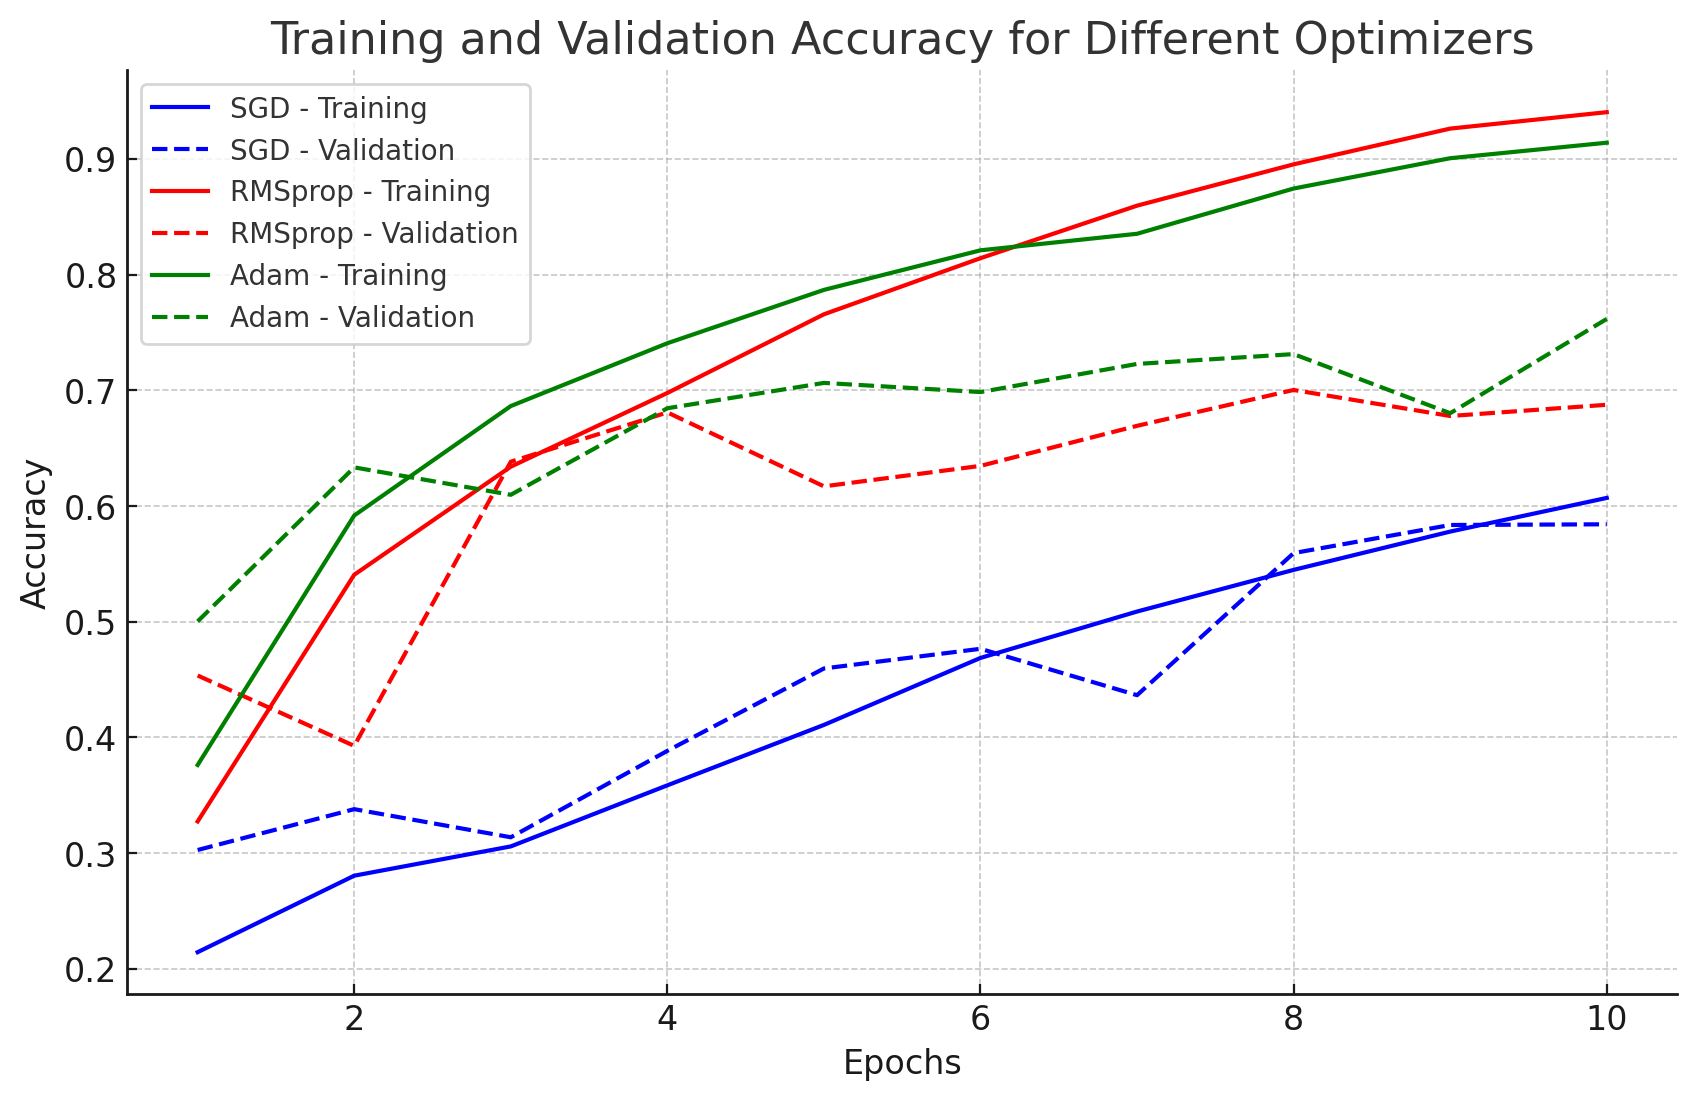 Training and Validation Accuracy for Different Optimizers
SGD - Training
SGD - Validation
RMSprop - Training
RMSprop - Validation
Adam - Training
Adam - Validation
Accuracy
0.9
0.8
0.7
0.6
0.5
0.4
0.3
0.2
2 4 6 8 10
Epochs